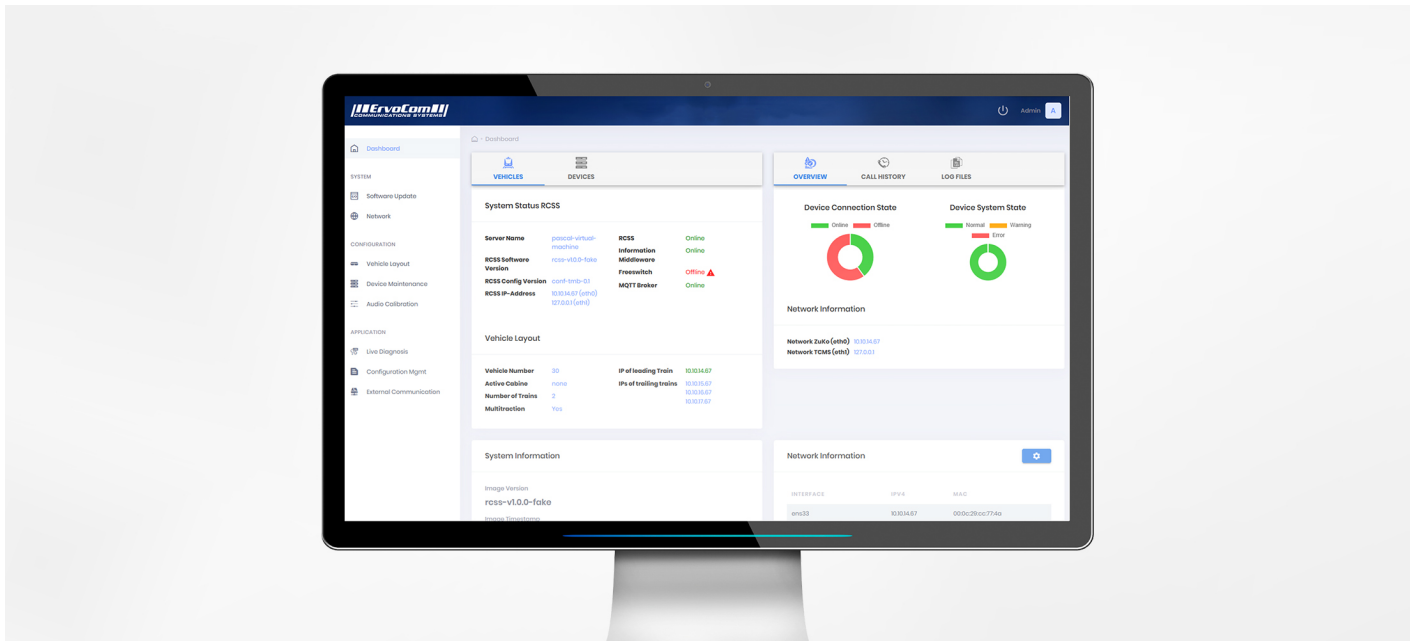 ErvoCom
COMMUNICATIONS SYSTEMS
Admin
A
Dashboard
SYSTEM
Software Update
Network
CONFIGURATION
Vehicle Layout
Device Maintenance
Audio Calibration
APPLICATION
Live Diagnosis
Configuration Mgmt
External Communication
- Dashboard
VEHICLES
DEVICES
System Status RCSS
Server Name pascal-virtual-
machine
RCSS Software rcss-v1.0.0-fake
Version
RCSS Config Version conf-tmb-0.1
RCSS IP-Address 10.10.14.67 (eth0)
127.0.0.1 (eth1)
RCSS Online
Information Online
Middleware
Freeswitch Offline
MQTT Broker Online
Vehicle Layout
Vehicle Number 30
Active Cabine none
Number of Trains 2
Multitraction Yes
IP of leading Train 10.10.14.67
IPs of trailing trains 10.10.15.67
10.10.16.67
10.10.17.67
System Information
Image Version
rcss-v1.0.0-fake
Image Timestamp
OVERVIEW
CALL HISTORY
LOG FILES
Device Connection State
Online Offline
Device System State
Normal Warning
Error
Network Information
Network ZuKo (eth0) 10.10.14.67
Network TCMS (eth1) 127.0.0.1
Network Information
INTERFACE IPV4 MAC
ens33 10.10.14.67 00:0c:29:cc:77:4a